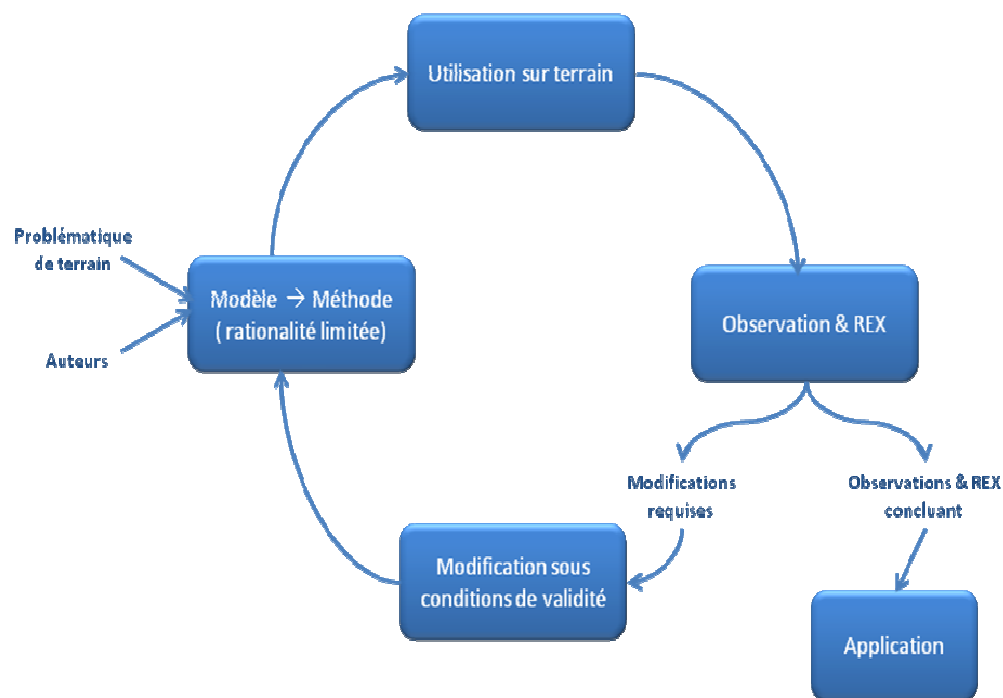 Utilisation sur terrain
Problématique
de terrain
Modèle → Méthode
( rationalité limitée)
Auteurs
Observation & REX
Modifications
requises
Observations & REX
concluant
Modification sous
conditions de validité
Application